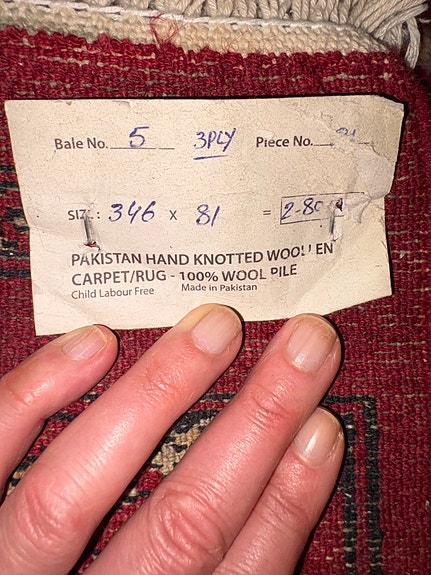 Bale No. 5 3PLY Piece No.
SIZE: 346 x 81 = 2-80
PAKISTAN HAND KNOTTED WOOLLEN
CARPET/RUG - 100% WOOL PILE
Child Labour Free Made in Pakistan